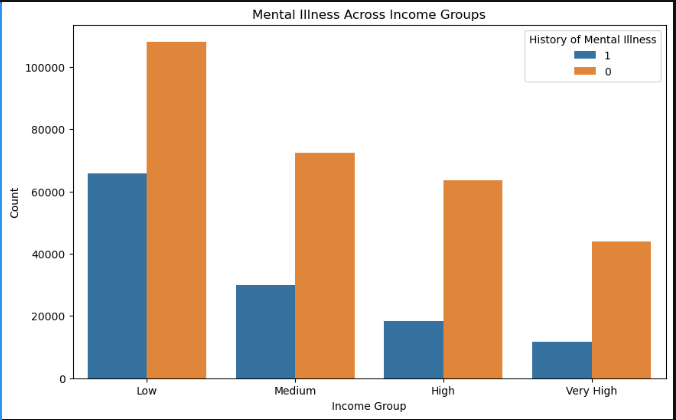 Mental Illness Across Income Groups
History of Mental Illness
1
0
100000
80000
60000
40000
20000
0
Count
Low Medium High Very High
Income Group